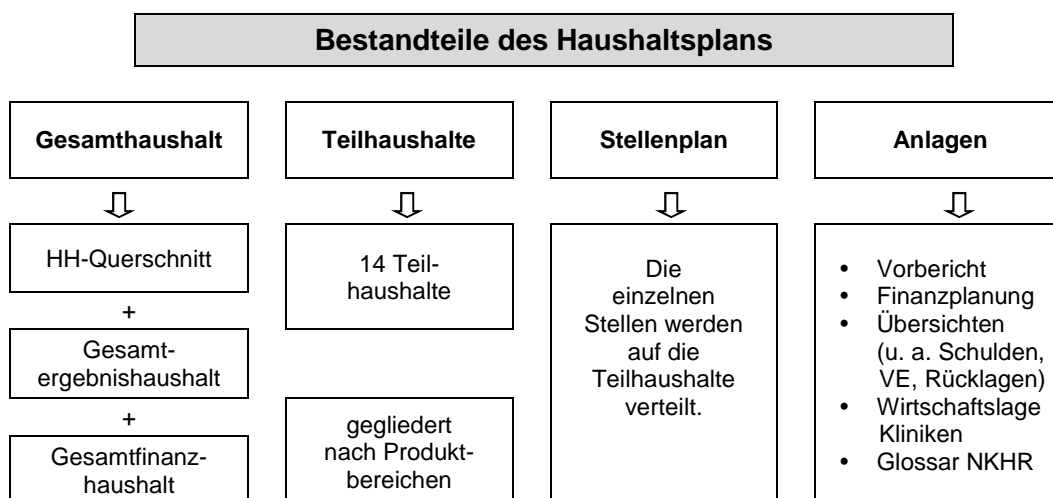 Bestandteile des Haushaltsplans
Gesamthaushalt
HH-Querschnitt
+
Gesamt-
ergebnishaushalt
+
Gesamtfinanz-
haushalt
Teilhaushalte
14 Teil-
haushalte
gegliedert
nach Produkt-
bereichen
Stellenplan
Die
einzelnen
Stellen werden
auf die
Teilhaushalte
verteilt.
Anlagen
• Vorbericht
• Finanzplanung
• Übersichten
(u. a. Schulden,
VE, Rücklagen)
• Wirtschaftslage
Kliniken
• Glossar NKHR